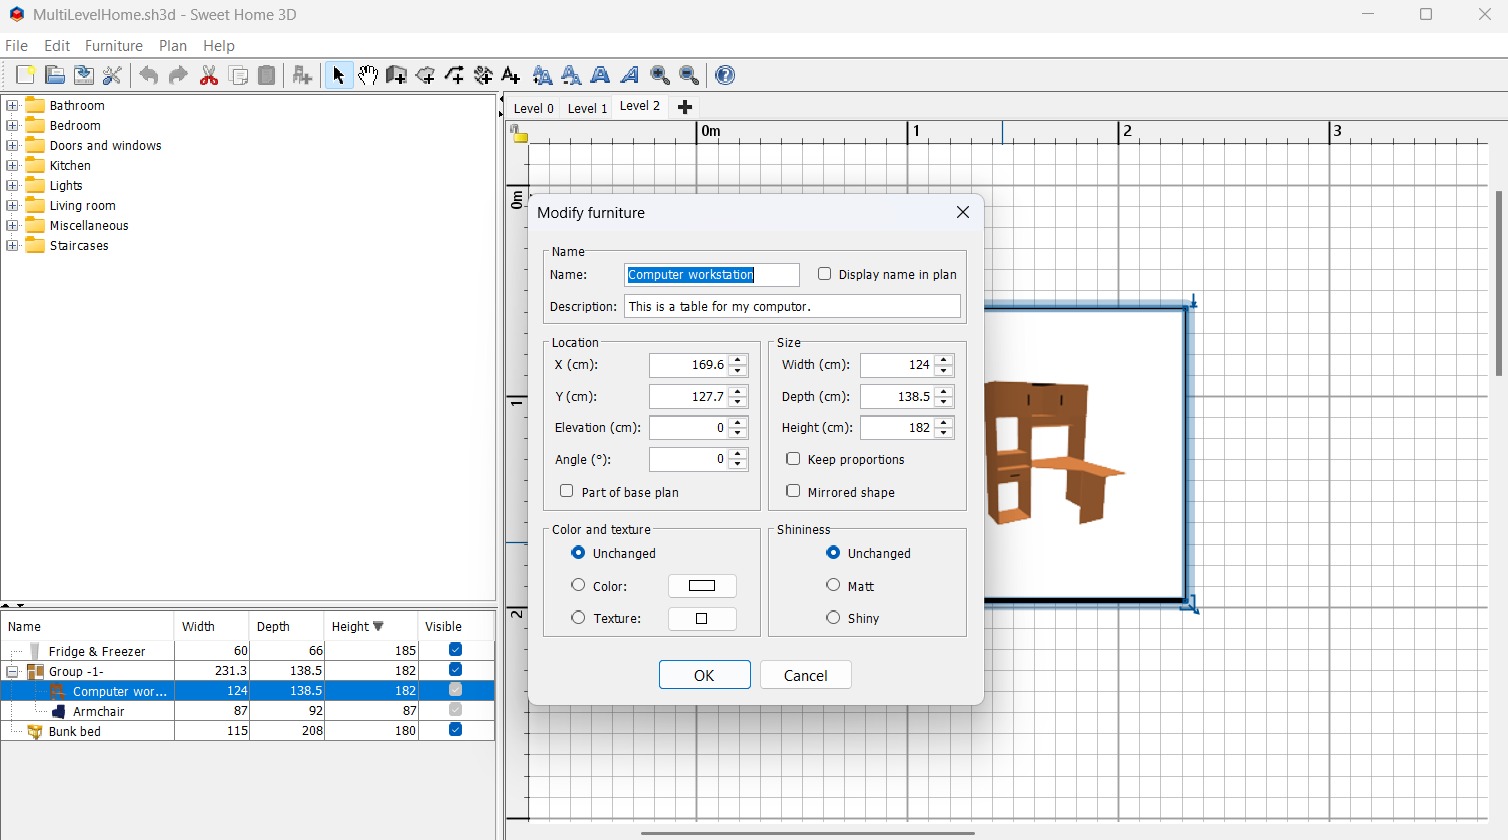 MultiLevelHome.sh3d - Sweet Home 3D
File Edit Furniture Plan Help
Bathroom
Bedroom
Doors and windows
Kitchen
Lights
Living room
Miscellaneous
Staircases
Name Width Depth Height Visible
Fridge & Freezer 60 66 185
Group -1- 231.3 138.5 182
Computer wor... 124 138.5 182
Armchair 87 92 87
Bunk bed 115 208 180
Level 0 Level 1 Level 2
0m 1 2 3
0m
1
2
Modify furniture
Name
Name: Computer workstation Display name in plan
Description: This is a table for my computor.
Location
X (cm): 169.6
Y (cm): 127.7
Elevation (cm): 0
Angle (°): 0
Part of base plan
Size
Width (cm): 124
Depth (cm): 138.5
Height (cm): 182
Keep proportions
Mirrored shape
Color and texture
Unchanged
Color:
Texture:
Shininess
Unchanged
Matt
Shiny
OK Cancel